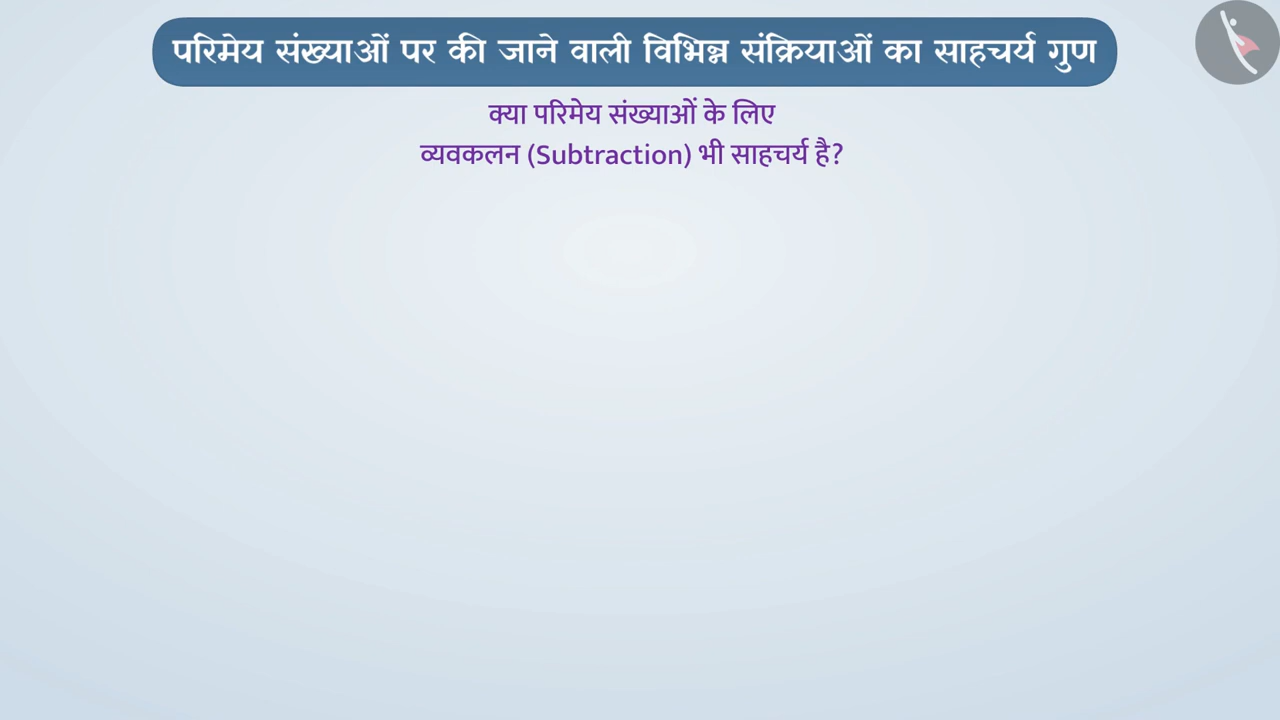 परिमेय संख्याओं पर की जाने वाली विभिन्न संक्रियाओं का साहचर्य गुण
क्या परिमेय संख्याओं के लिए
व्यवकलन (Subtraction) भी साहचर्य है?